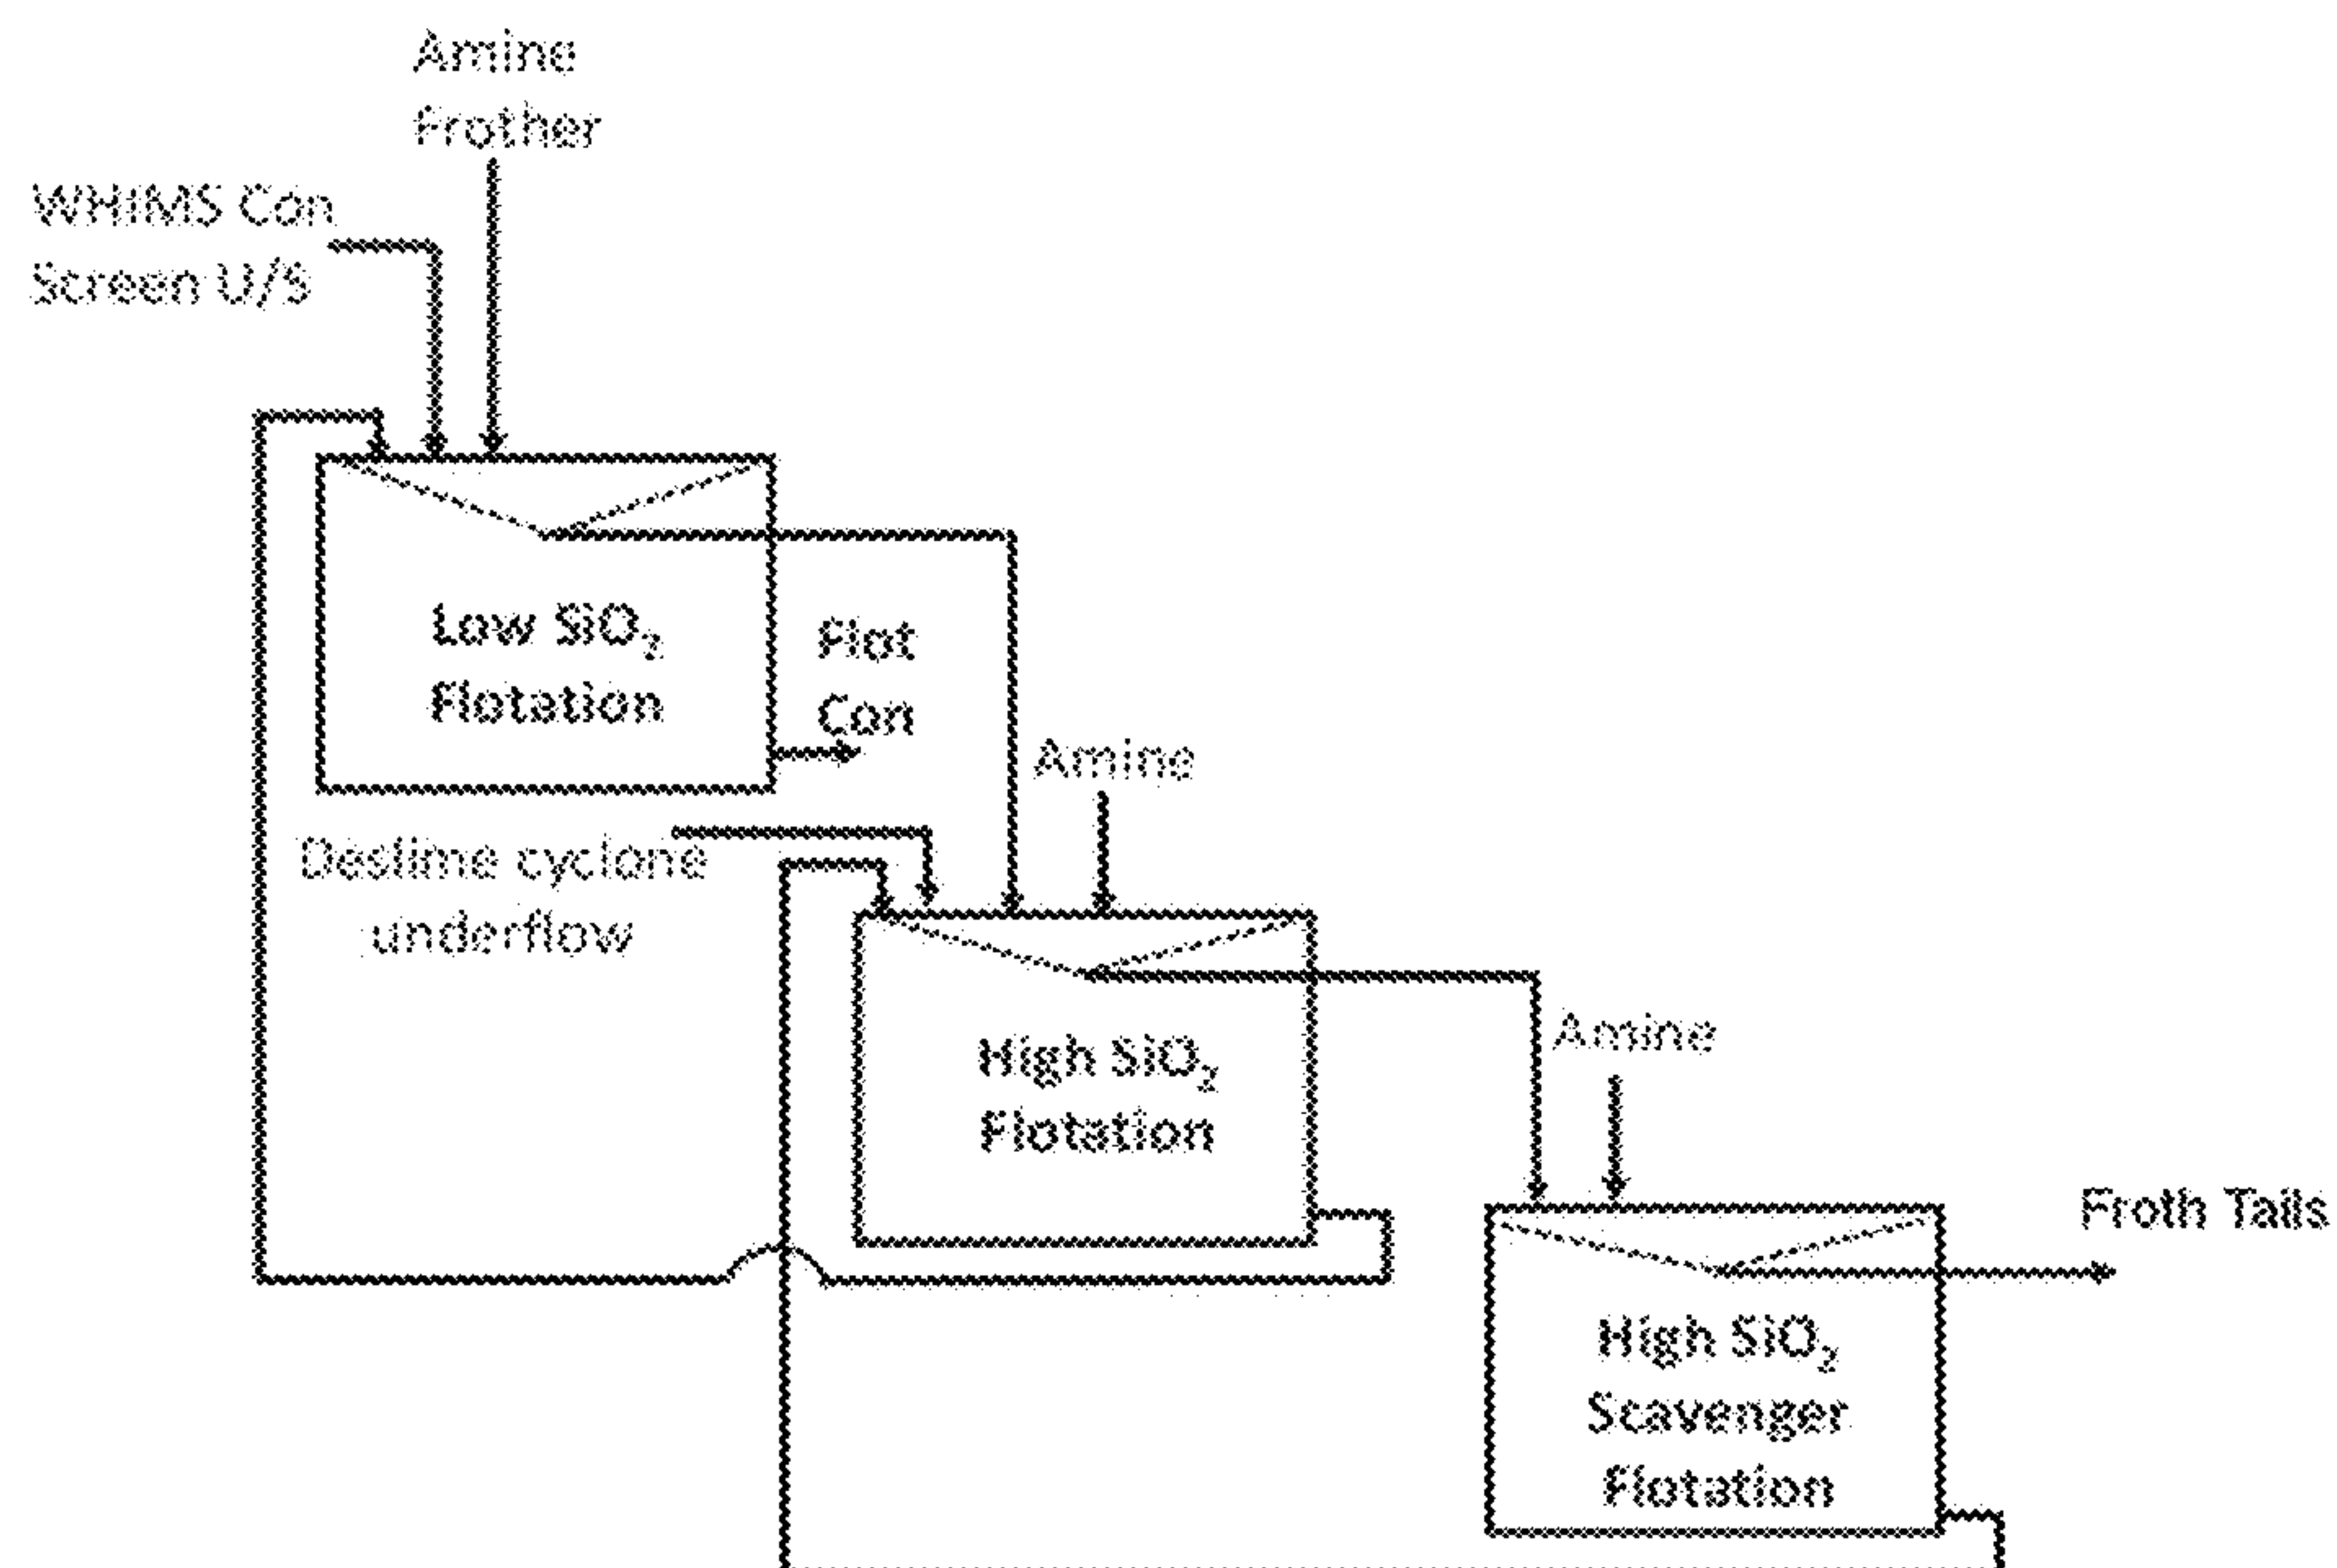 Amine
Frother
WHIMS Con
Screen U/S
Low SiO₂
Flotation
Flot
Con
Amine
Deslime cyclone
underflow
High SiO₂
Flotation
Amine
Froth Tails
High SiO₂
Scavenger
Flotation